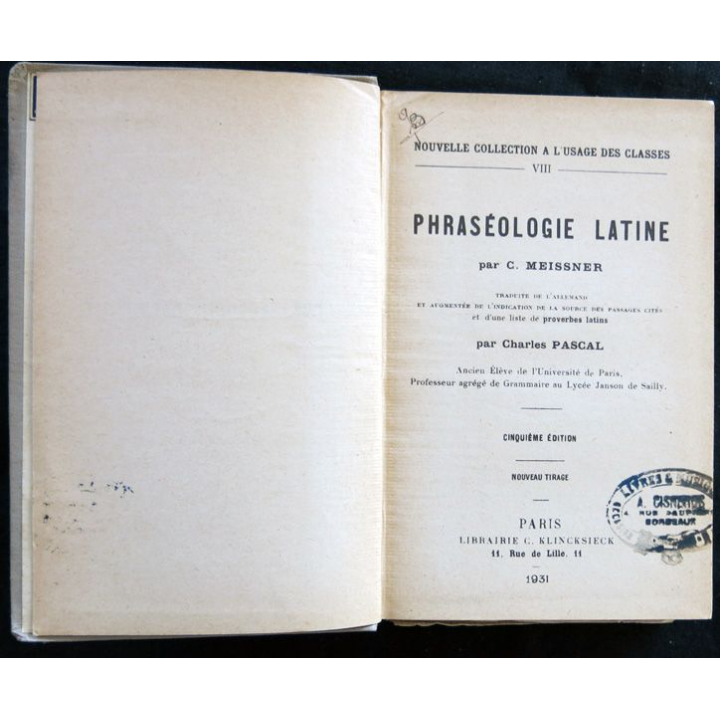 NOUVELLE COLLECTION A L'USAGE DES CLASSES
VIII
PHRASÉOLOGIE LATINE
par C. MEISSNER
TRADUITE DE L'ALLEMAND
ET AUGMENTÉE DE L'INDICATION DE LA SOURCE DES PASSAGES CITÉS
et d'une liste de proverbes latins
par Charles PASCAL
Ancien Élève de l'Université de Paris,
Professeur agrégé de Grammaire au Lycée Janson de Sailly.
CINQUIÈME ÉDITION
NOUVEAU TIRAGE
PARIS
LIBRAIRIE C. KLINCKSIECK
11, Rue de Lille, 11
1931
LIVRES &
A.
RUE
BORDEAUX